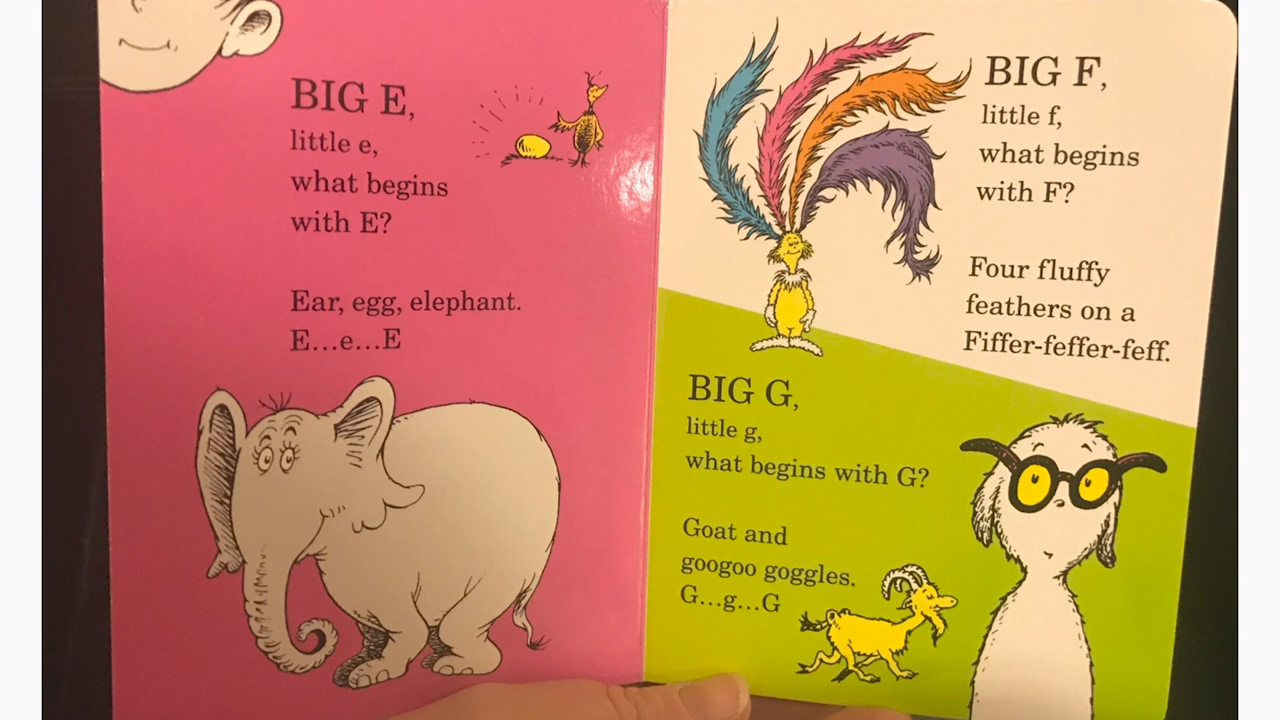 BIG E,
little e,
what begins
with E?
Ear, egg, elephant.
E...e...E
BIG F,
little f,
what begins
with F?
Four fluffy
feathers on a
Fiffer-feffer-feff.
BIG G,
little g,
what begins with G?
Goat and
googoo goggles.
G...g...G